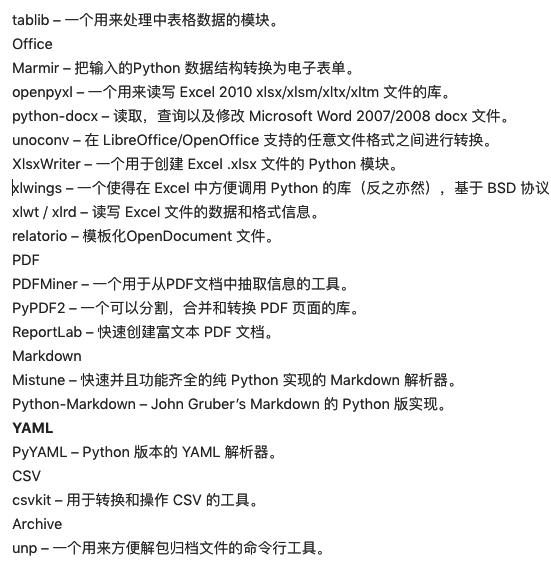 tablib – 一个用来处理中表格数据的模块。
Office
Marmir – 把输入的Python 数据结构转换为电子表单。
openpyxl – 一个用来读写 Excel 2010 xlsx/xlsm/xltx/xltm 文件的库。
python-docx – 读取，查询以及修改 Microsoft Word 2007/2008 docx 文件。
unoconv – 在 LibreOffice/OpenOffice 支持的任意文件格式之间进行转换。
XlsxWriter – 一个用于创建 Excel .xlsx 文件的 Python 模块。
xlwings – 一个使得在 Excel 中方便调用 Python 的库（反之亦然），基于 BSD 协议
xlwt / xlrd – 读写 Excel 文件的数据和格式信息。
relatorio – 模板化OpenDocument 文件。
PDF
PDFMiner – 一个用于从PDF文档中抽取信息的工具。
PyPDF2 – 一个可以分割，合并和转换 PDF 页面的库。
ReportLab – 快速创建富文本 PDF 文档。
Markdown
Mistune – 快速并且功能齐全的纯 Python 实现的 Markdown 解析器。
Python-Markdown – John Gruber’s Markdown 的 Python 版实现。
YAML
PyYAML – Python 版本的 YAML 解析器。
CSV
csvkit – 用于转换和操作 CSV 的工具。
Archive
unp – 一个用来方便解包归档文件的命令行工具。